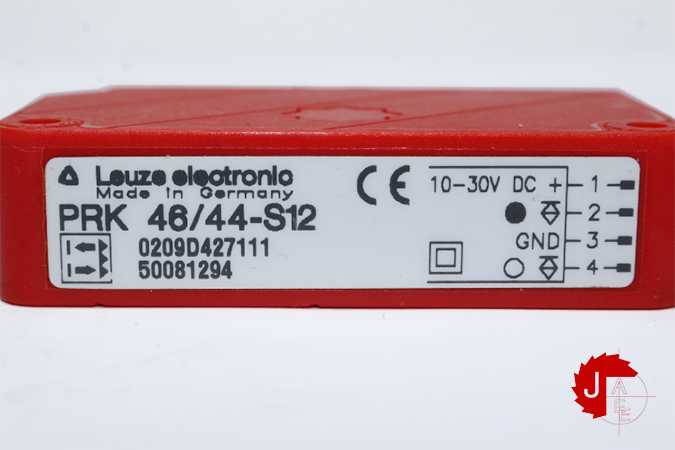 Leuze electronic
Made in Germany
PRK 46/44-S12
0209D427111
50081294
CE
10-30V DC + 1
2
GND 3
4
J
A
E
F